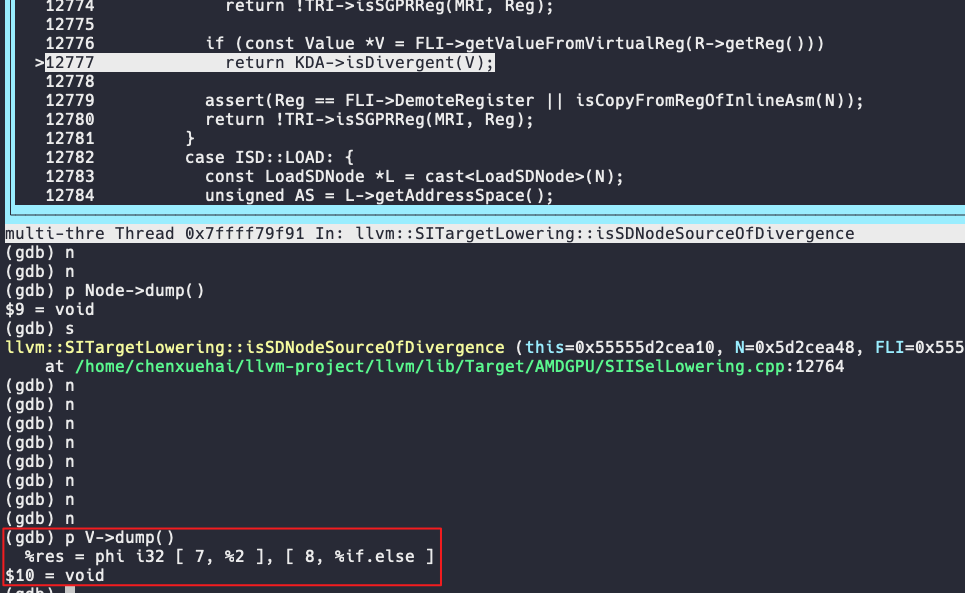 12774             return !TRI->isSGPRReg(MRI, Reg);
12775
12776           if (const Value *V = FLI->getValueFromVirtualReg(R->getReg()))
>12777             return KDA->isDivergent(V);
12778
12779           assert(Reg == FLI->DemoteRegister || isCopyFromRegOfInlineAsm(N));
12780           return !TRI->isSGPRReg(MRI, Reg);
12781         }
12782         case ISD::LOAD: {
12783           const LoadSDNode *L = cast<LoadSDNode>(N);
12784           unsigned AS = L->getAddressSpace();
multi-thre Thread 0x7ffff79f91 In: llvm::SITargetLowering::isSDNodeSourceOfDivergence
(gdb) n
(gdb) n
(gdb) p Node->dump()
$9 = void
(gdb) s
llvm::SITargetLowering::isSDNodeSourceOfDivergence (this=0x55555d2cea10, N=0x5d2cea48, FLI=0x555
    at /home/chenxuehai/llvm-project/llvm/lib/Target/AMDGPU/SIISelLowering.cpp:12764
(gdb) n
(gdb) n
(gdb) n
(gdb) n
(gdb) n
(gdb) n
(gdb) n
(gdb) n
(gdb) p V->dump()
  %res = phi i32 [ 7, %2 ], [ 8, %if.else ]
$10 = void
(gdb)